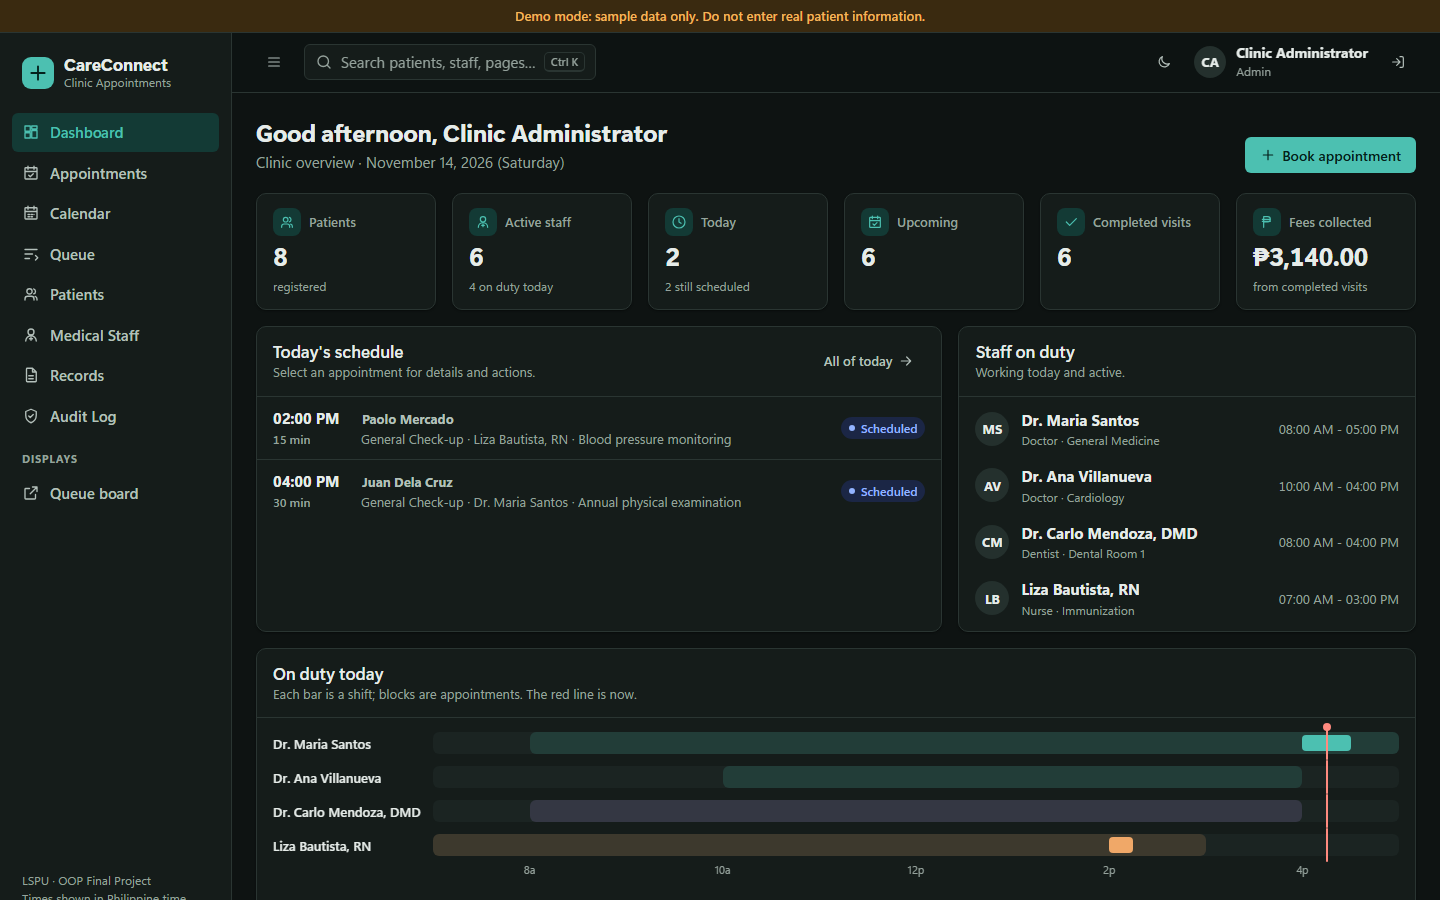 Demo mode: sample data only. Do not enter real patient information.
CareConnect
Clinic Appointments
Search patients, staff, pages...
Ctrl K
CA
Clinic Administrator
Admin
Dashboard
Appointments
Calendar
Queue
Patients
Medical Staff
Records
Audit Log
DISPLAYS
Queue board
LSPU · OOP Final Project
Times shown in Philippine time
Good afternoon, Clinic Administrator
Clinic overview · November 14, 2026 (Saturday)
Book appointment
Patients
8
registered
Active staff
6
4 on duty today
Today
2
2 still scheduled
Upcoming
6
Completed visits
6
Fees collected
₱3,140.00
from completed visits
Today's schedule
Select an appointment for details and actions.
All of today
02:00 PM
15 min
Paolo Mercado
General Check-up · Liza Bautista, RN · Blood pressure monitoring
Scheduled
04:00 PM
30 min
Juan Dela Cruz
General Check-up · Dr. Maria Santos · Annual physical examination
Scheduled
Staff on duty
Working today and active.
MS
Dr. Maria Santos
Doctor · General Medicine
08:00 AM - 05:00 PM
AV
Dr. Ana Villanueva
Doctor · Cardiology
10:00 AM - 04:00 PM
CM
Dr. Carlo Mendoza, DMD
Dentist · Dental Room 1
08:00 AM - 04:00 PM
LB
Liza Bautista, RN
Nurse · Immunization
07:00 AM - 03:00 PM
On duty today
Each bar is a shift; blocks are appointments. The red line is now.
Dr. Maria Santos
Dr. Ana Villanueva
Dr. Carlo Mendoza, DMD
Liza Bautista, RN
8a
10a
12p
2p
4p